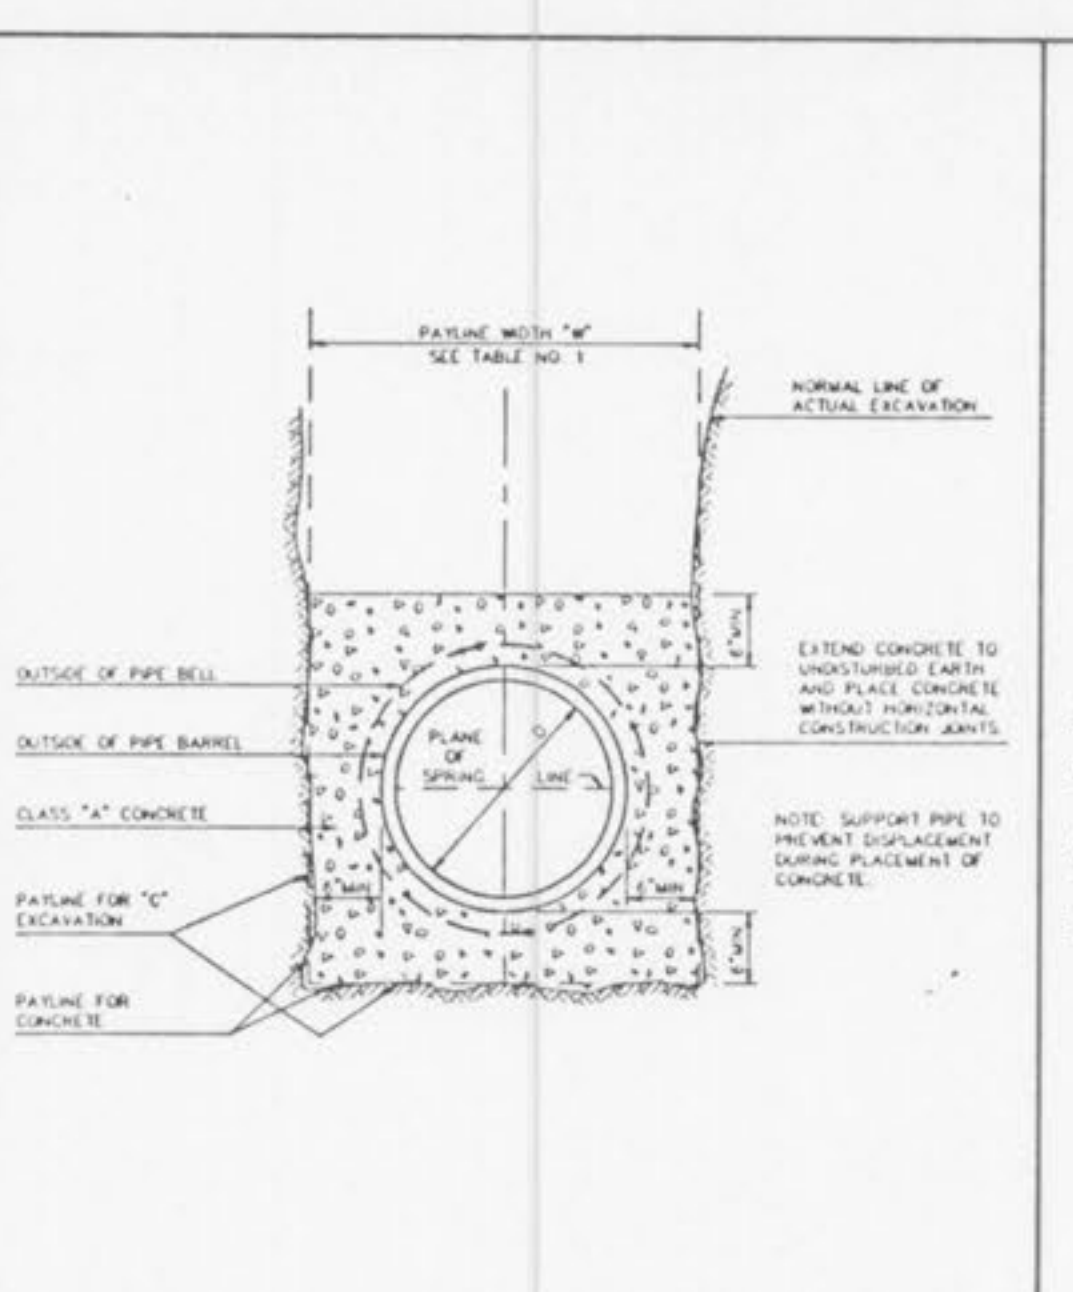 PAYLINE WIDTH "W"
SEE TABLE NO. 1
NORMAL LINE OF
ACTUAL EXCAVATION
6" MIN.
EXTEND CONCRETE TO
UNDISTURBED EARTH
AND PLACE CONCRETE
WITHOUT HORIZONTAL
CONSTRUCTION JOINTS.
OUTSIDE OF PIPE BELL
OUTSIDE OF PIPE BARREL
PLANE
OF
SPRING LINE
D
CLASS "A" CONCRETE
NOTE: SUPPORT PIPE TO
PREVENT DISPLACEMENT
DURING PLACEMENT OF
CONCRETE.
6" MIN
6" MIN
PAYLINE FOR "C"
EXCAVATION
6" MIN.
PAYLINE FOR
CONCRETE